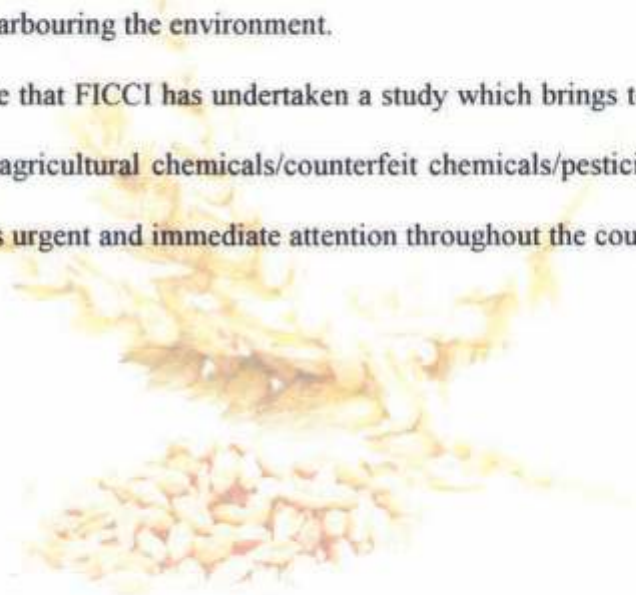 arbouring the environment.
e that FICCI has undertaken a study which brings t
agricultural chemicals/counterfeit chemicals/pestici
s urgent and immediate attention throughout the cou